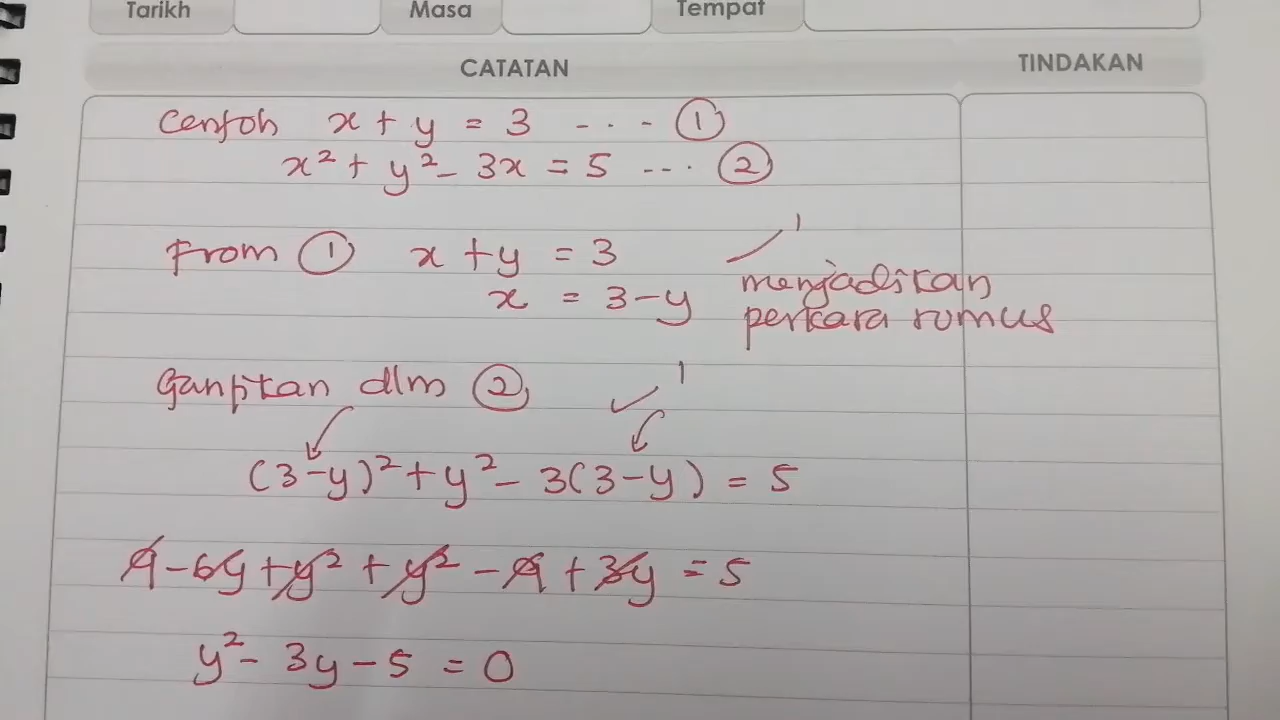 Tarikh Masa Tempat
CATATAN TINDAKAN
Contoh x + y = 3 ... ①
x² + y² - 3x = 5 ... ②
From ① x + y = 3 ✓ 1
x = 3 - y menjadikan
perkara rumus
Gantikan dlm ② ✓ 1
(3-y)² + y² - 3(3-y) = 5
9 - 6y + y² + y² - 9 + 3y = 5
y² - 3y - 5 = 0